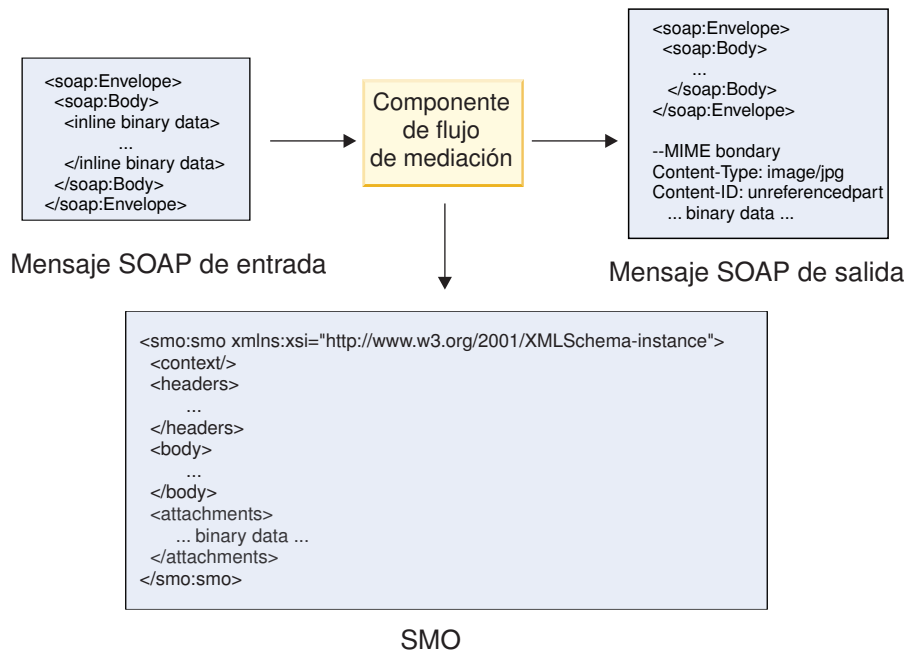 <soap:Envelope>
<soap:Body>
<inline binary data>
...
</inline binary data>
</soap:Body>
</soap:Envelope>
Mensaje SOAP de entrada
Componente
de flujo
de mediación
<soap:Envelope>
<soap:Body>
...
</soap:Body>
</soap:Envelope>
--MIME bondary
Content-Type: image/jpg
Content-ID: unreferencedpart
... binary data ...
Mensaje SOAP de salida
<smo:smo xmlns:xsi="http://www.w3.org/2001/XMLSchema-instance">
<context/>
<headers>
...
</headers>
<body>
...
</body>
<attachments>
... binary data ...
</attachments>
</smo:smo>
SMO